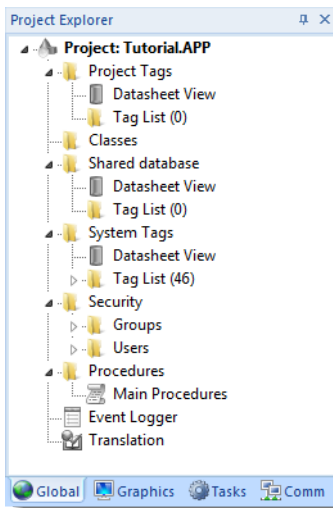 Project Explorer
Project: Tutorial.APP
Project Tags
Datasheet View
Tag List (0)
Classes
Shared database
Datasheet View
Tag List (0)
System Tags
Datasheet View
Tag List (46)
Security
Groups
Users
Procedures
Main Procedures
Event Logger
Translation
Global Graphics Tasks Comm